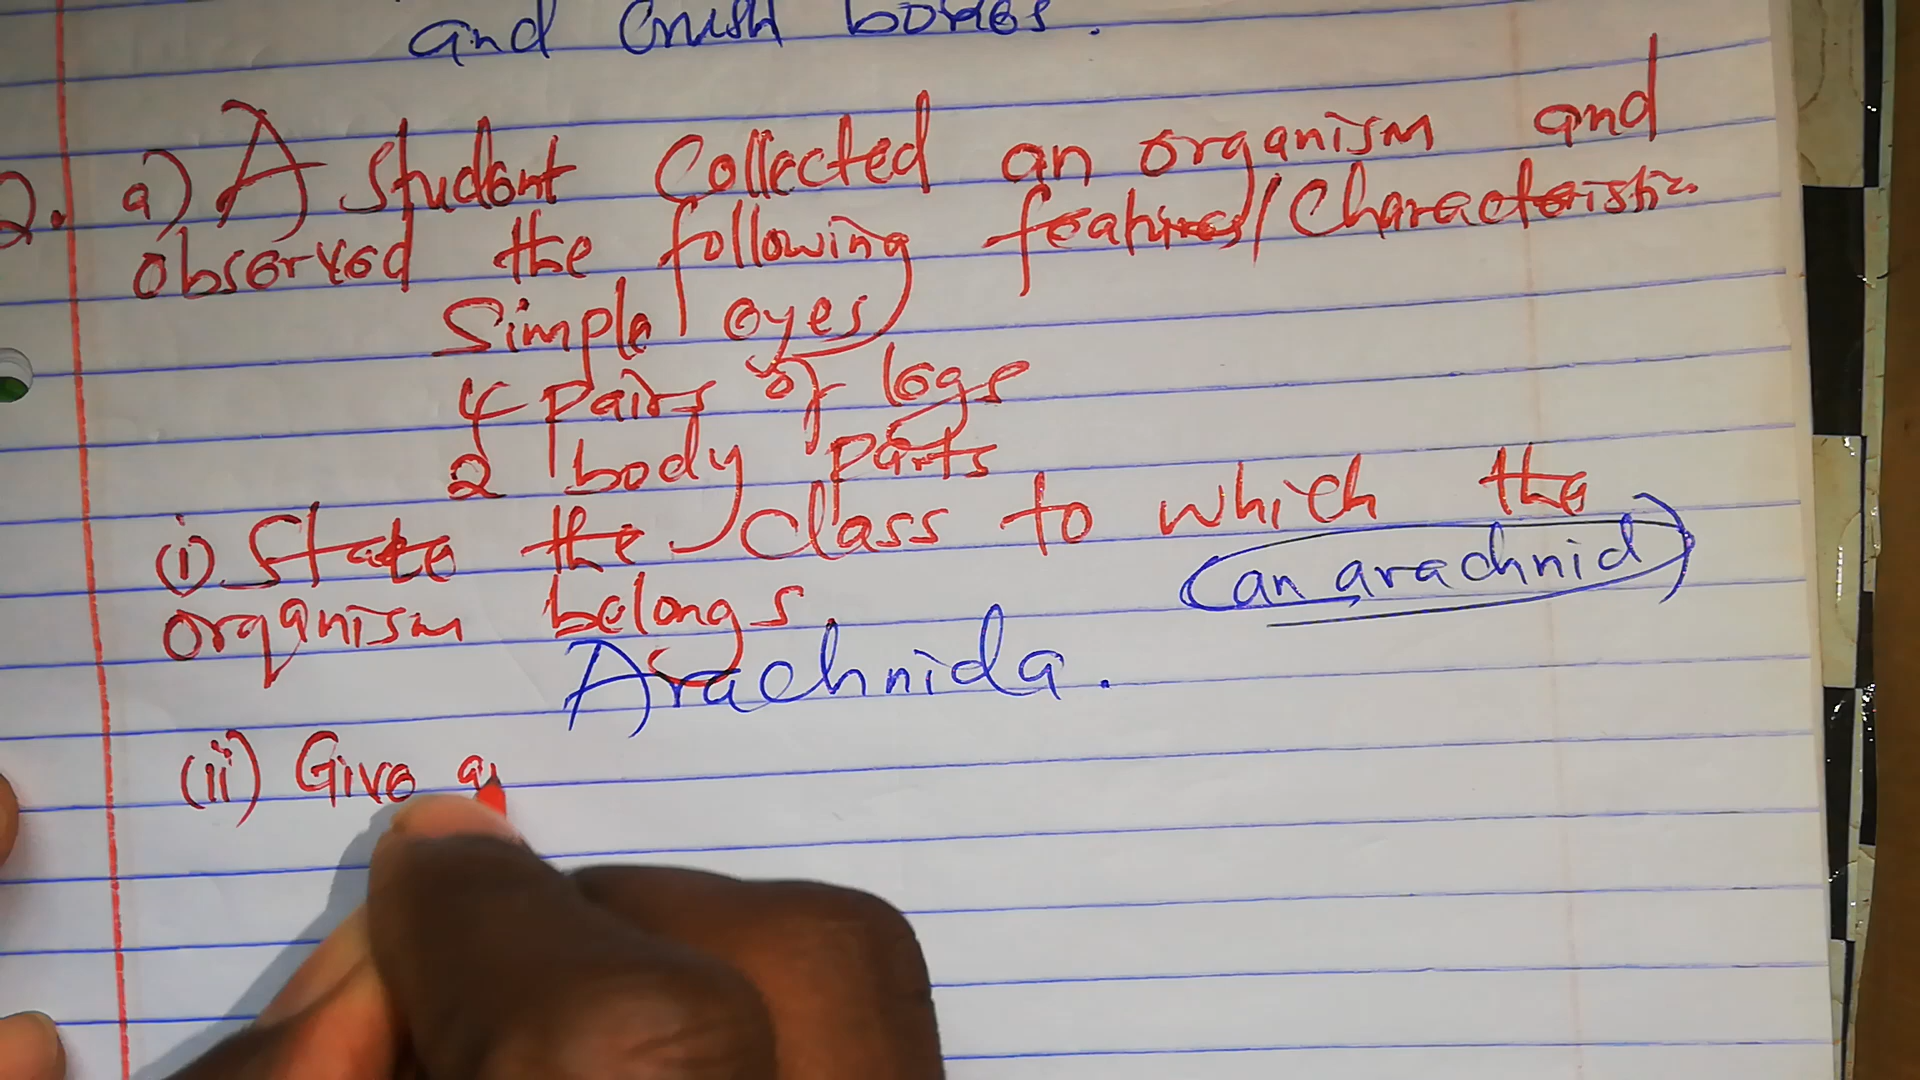 and crush bones.
2. a) A student collected an organism and
observed the following features/characteristic
Simple eyes
4 pairs of legs
2 body parts
(i) State the class to which the
organism belongs.
(an arachnid)
Arachnida.
(ii) Give a